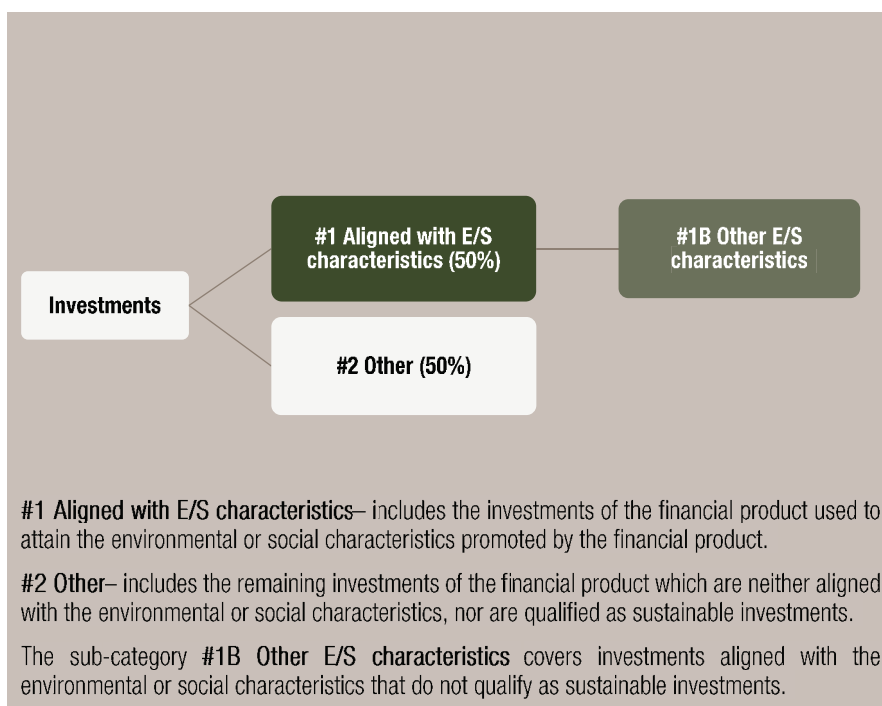 #1 Aligned with E/S
characteristics (50%)
#1B Other E/S
characteristics
Investments
#2 Other (50%)
#1 Aligned with E/S characteristics– includes the investments of the financial product used to
attain the environmental or social characteristics promoted by the financial product.
#2 Other– includes the remaining investments of the financial product which are neither aligned
with the environmental or social characteristics, nor are qualified as sustainable investments.
The sub-category #1B Other E/S characteristics covers investments aligned with the
environmental or social characteristics that do not qualify as sustainable investments.